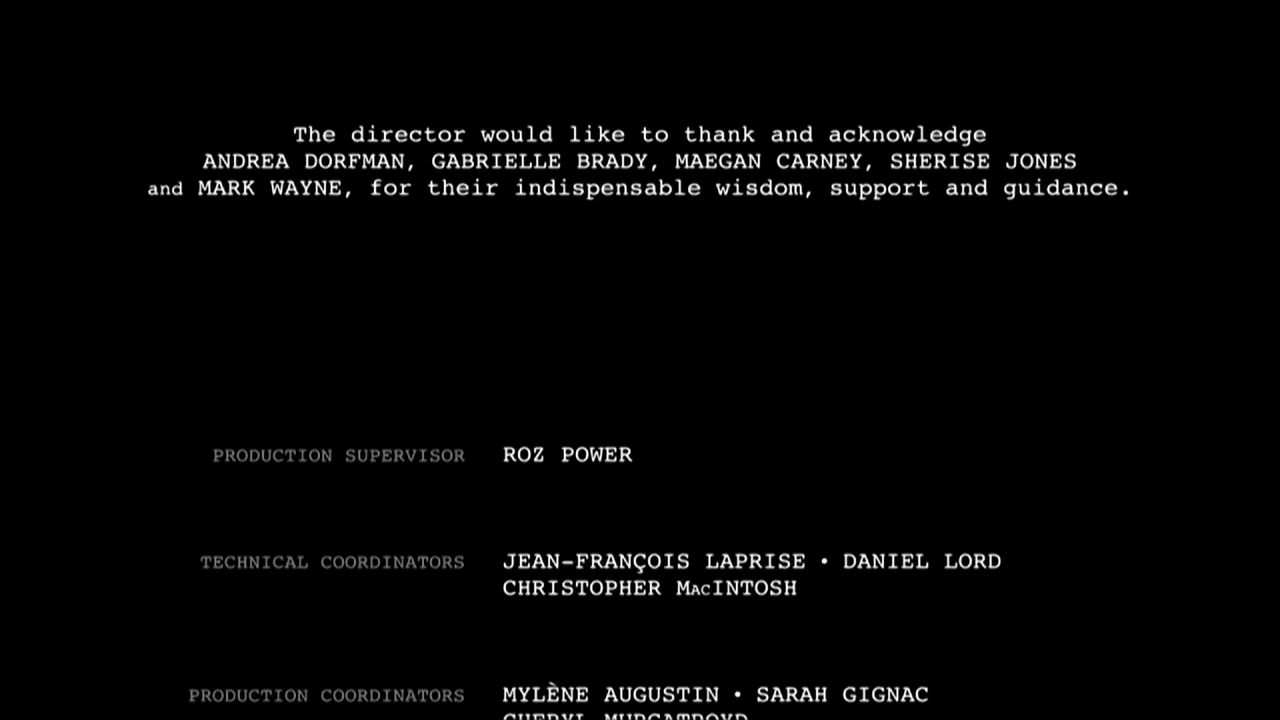 The director would like to thank and acknowledge
ANDREA DORFMAN, GABRIELLE BRADY, MAEGAN CARNEY, SHERISE JONES
and MARK WAYNE, for their indispensable wisdom, support and guidance.
PRODUCTION SUPERVISOR ROZ POWER
TECHNICAL COORDINATORS JEAN-FRANÇOIS LAPRISE • DANIEL LORD
CHRISTOPHER MacINTOSH
PRODUCTION COORDINATORS MYLÈNE AUGUSTIN • SARAH GIGNAC
CHERYL MURGATROYD